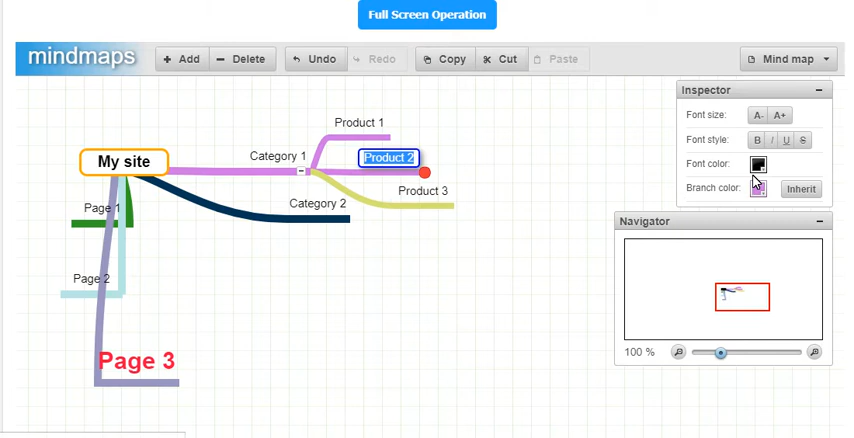 Full Screen Operation
mindmaps
Add
Delete
Undo
Redo
Copy
Cut
Paste
Mind map
Inspector
Font size: A- A+
Font style: B I U S
Font color:
Branch color: Inherit
Navigator
100 %
My site
Category 1
Product 1
Product 2
Product 3
Category 2
Page 1
Page 2
Page 3